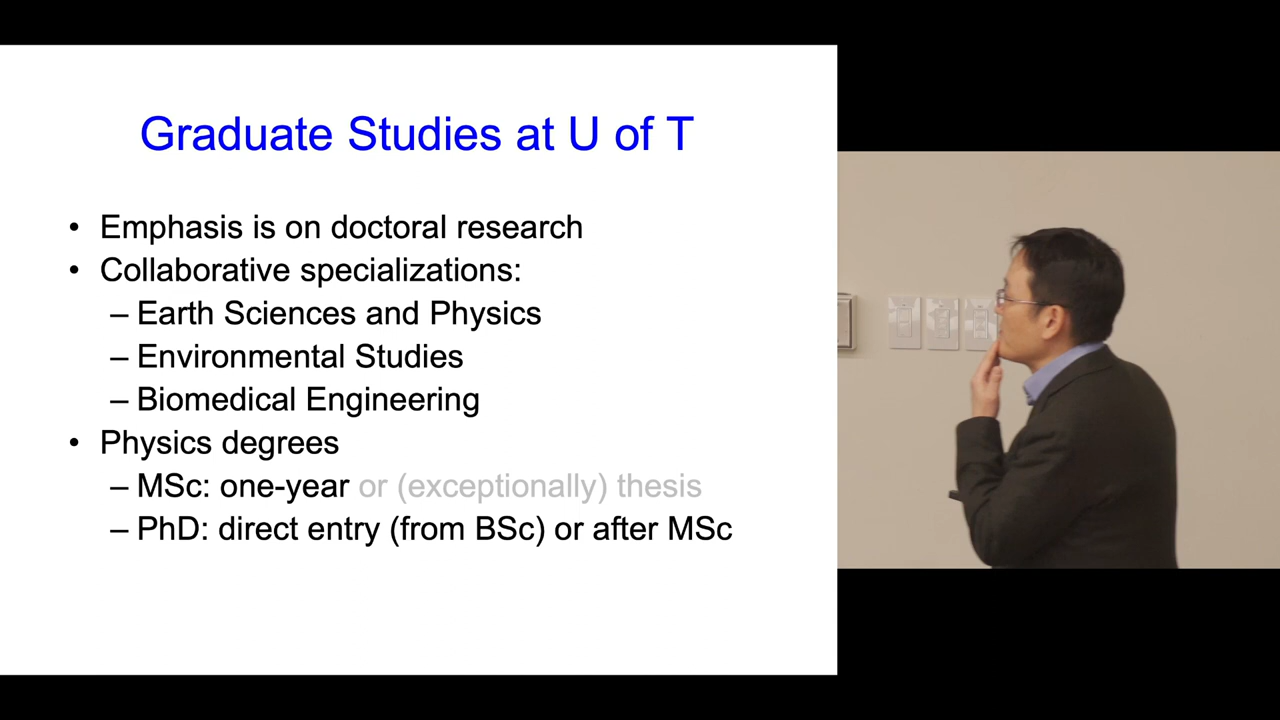 Graduate Studies at U of T
• Emphasis is on doctoral research
• Collaborative specializations:
– Earth Sciences and Physics
– Environmental Studies
– Biomedical Engineering
• Physics degrees
– MSc: one-year or (exceptionally) thesis
– PhD: direct entry (from BSc) or after MSc